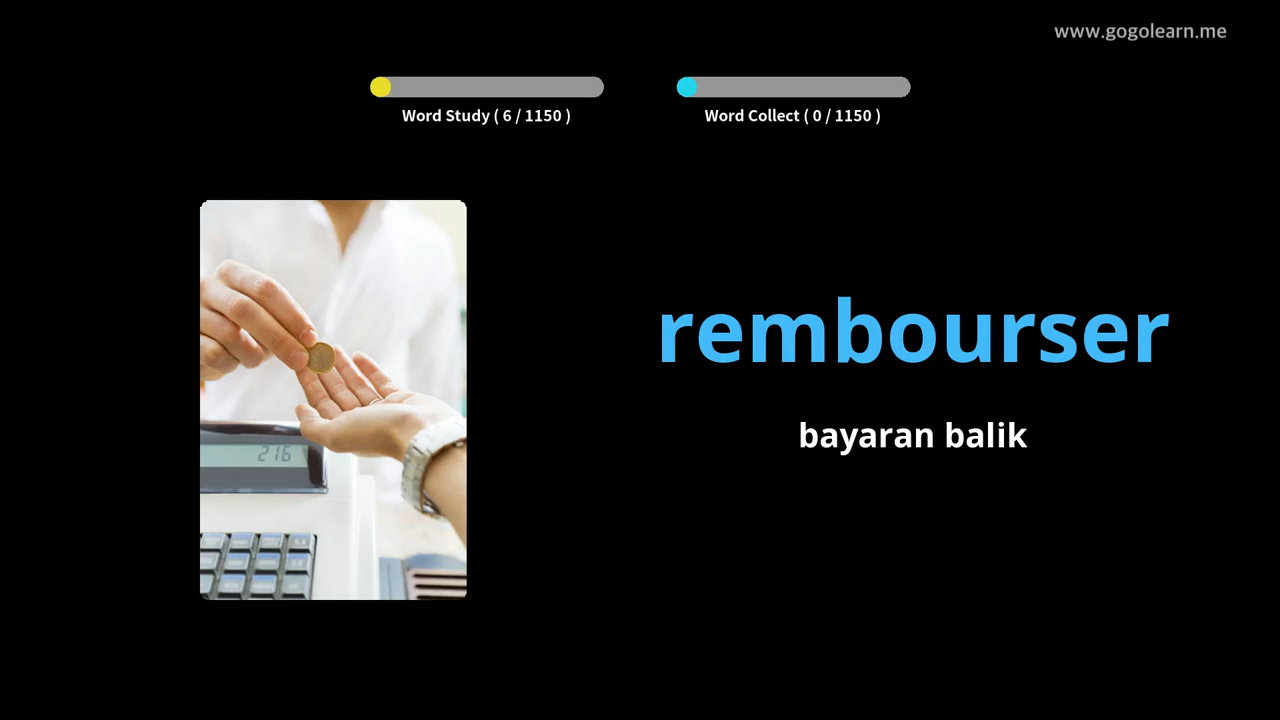 www.gogolearn.me
Word Study ( 6 / 1150 )
Word Collect ( 0 / 1150 )
rembourser
bayaran balik
216